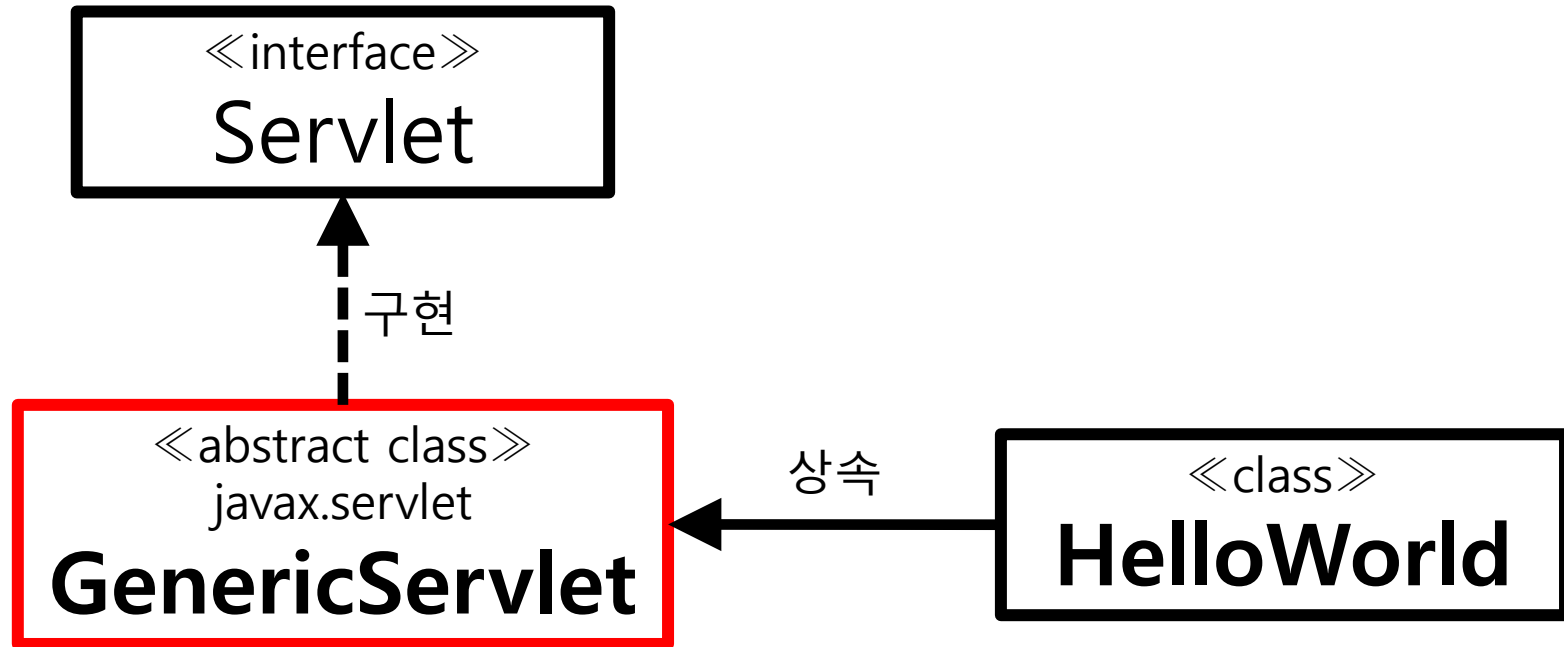 ≪interface≫
Servlet
구현
≪abstract class≫
javax.servlet
GenericServlet
상속
≪class≫
HelloWorld